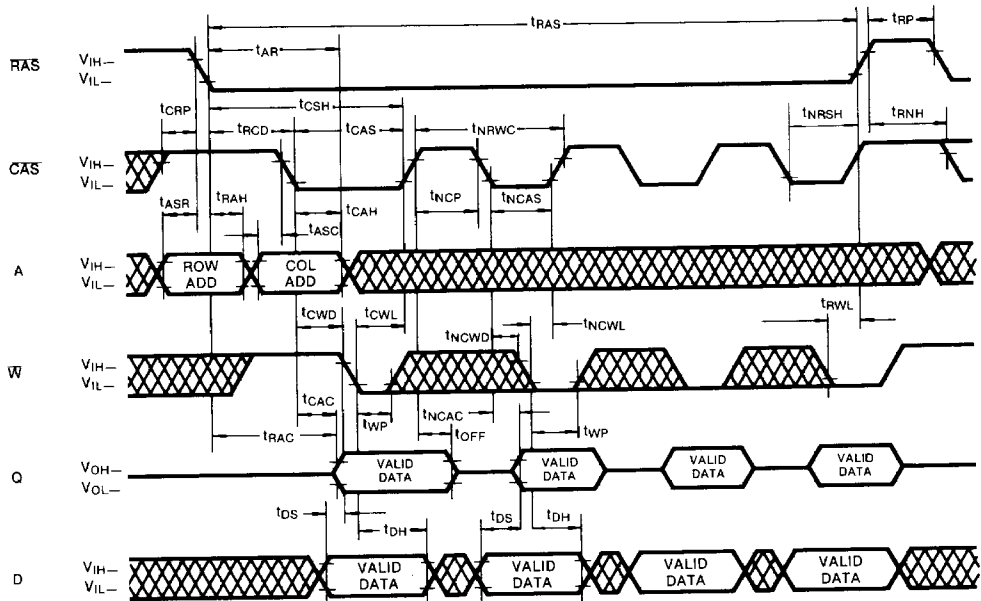 tRAS
tRP
tAR
RAS
VIH
VIL
tCRP
tCSH
tRCD
tCAS
tNRWC
tNRSH
tRNH
CAS
VIH
VIL
tASR
tRAH
tCAH
tNCP
tNCAS
tASC
A
VIH
VIL
ROW
ADD
COL
ADD
tCWD
tCWL
tNCWD
tNCWL
tRWL
W
VIH
VIL
tCAC
tWP
tNCAC
tWP
tRAC
tOFF
Q
VOH
VOL
VALID
DATA
VALID
DATA
VALID
DATA
VALID
DATA
tDS
tDH
tDS
tDH
D
VIH
VIL
VALID
DATA
VALID
DATA
VALID
DATA
VALID
DATA